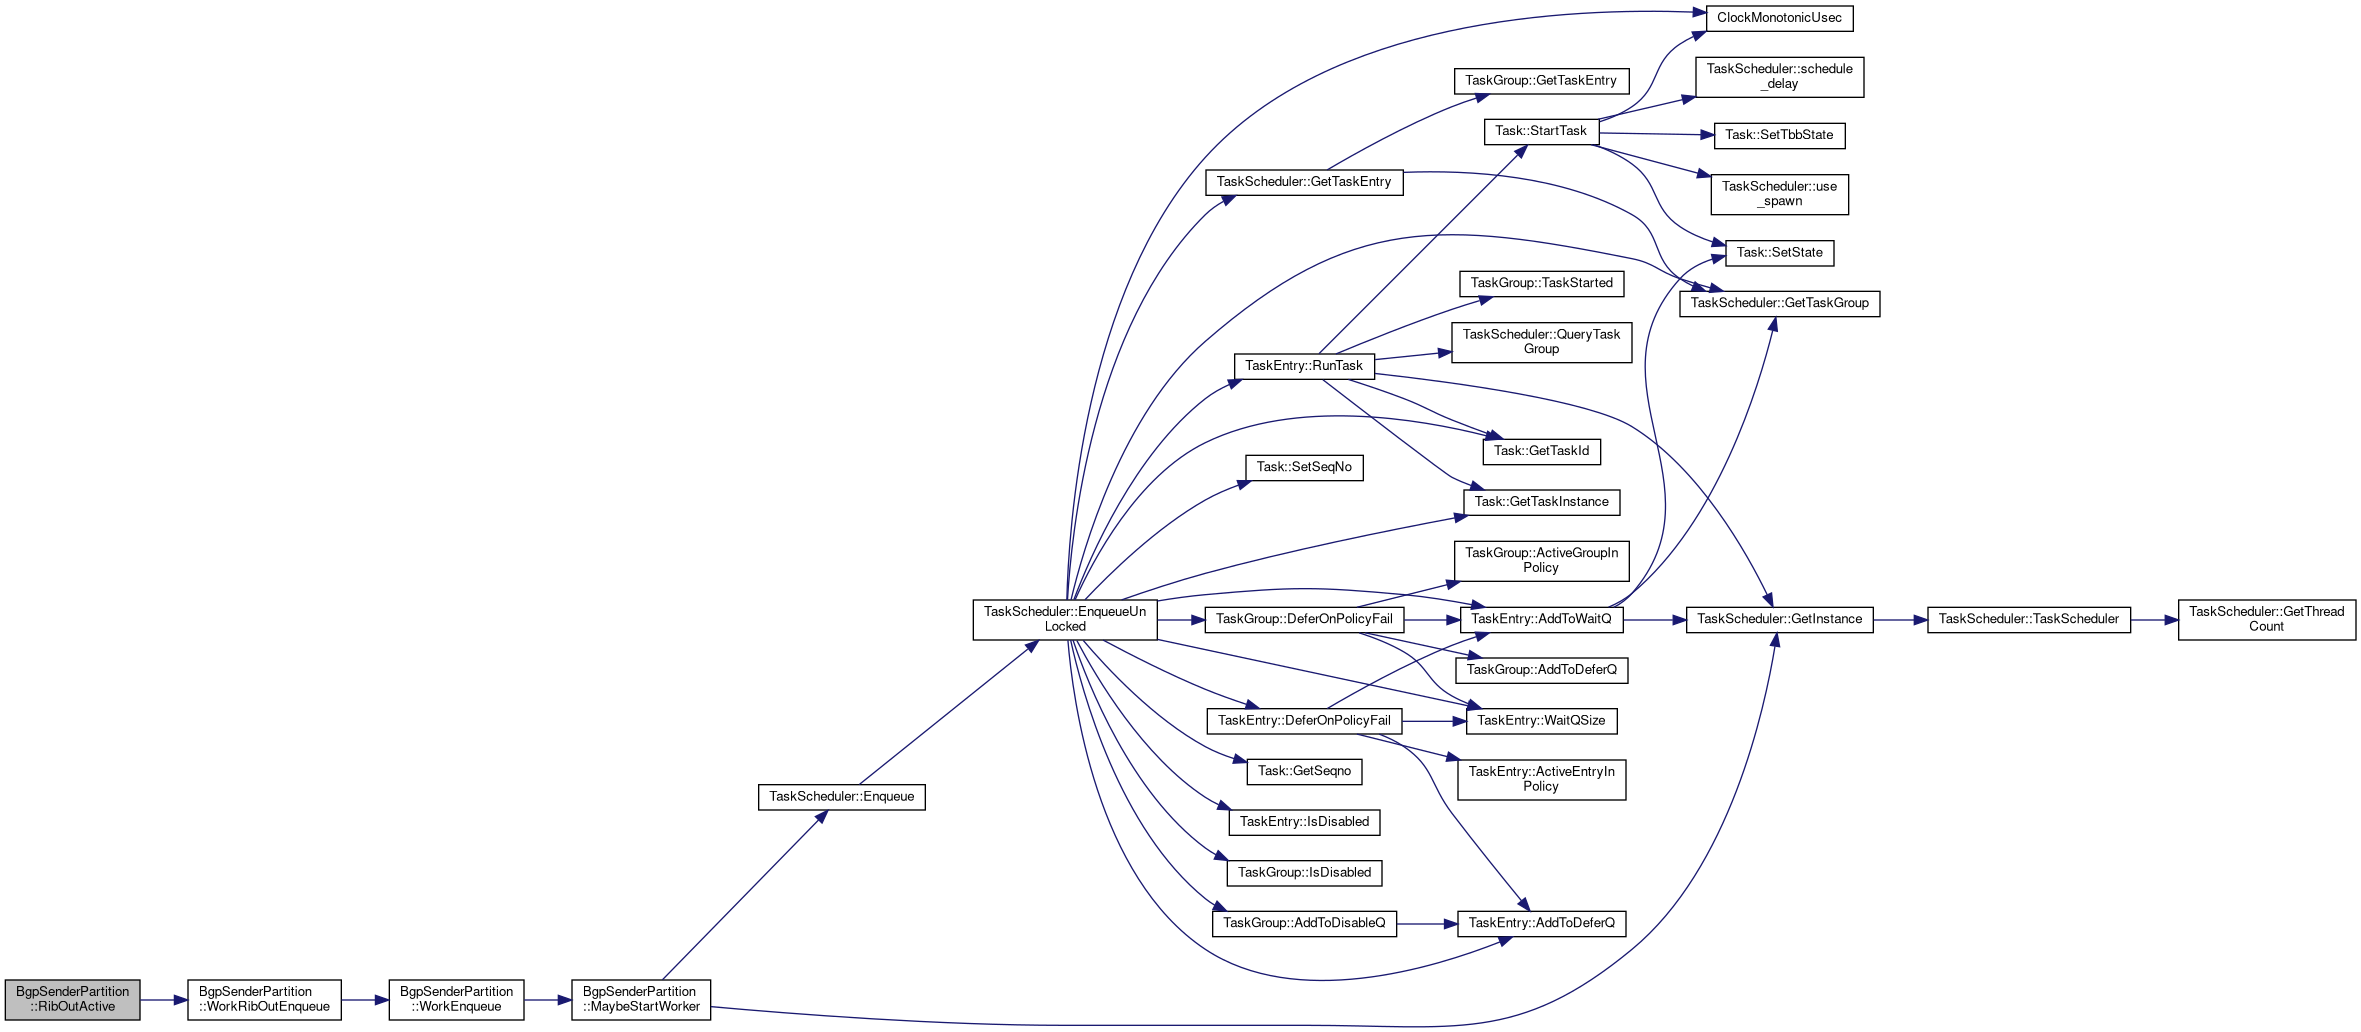 ClockMonotonicUsec
TaskScheduler::schedule
_delay
TaskGroup::GetTaskEntry
Task::StartTask
Task::SetTbbState
TaskScheduler::GetTaskEntry
TaskScheduler::use
_spawn
Task::SetState
TaskGroup::TaskStarted
TaskScheduler::GetTaskGroup
TaskScheduler::QueryTask
Group
TaskEntry::RunTask
Task::GetTaskId
Task::SetSeqNo
Task::GetTaskInstance
TaskGroup::ActiveGroupIn
Policy
TaskScheduler::EnqueueUn
Locked
TaskGroup::DeferOnPolicyFail
TaskEntry::AddToWaitQ
TaskScheduler::GetInstance
TaskScheduler::TaskScheduler
TaskScheduler::GetThread
Count
TaskGroup::AddToDeferQ
TaskEntry::DeferOnPolicyFail
TaskEntry::WaitQSize
Task::GetSeqno
TaskEntry::ActiveEntryIn
Policy
TaskScheduler::Enqueue
TaskEntry::IsDisabled
TaskGroup::IsDisabled
TaskGroup::AddToDisableQ
TaskEntry::AddToDeferQ
BgpSenderPartition
::RibOutActive
BgpSenderPartition
::WorkRibOutEnqueue
BgpSenderPartition
::WorkEnqueue
BgpSenderPartition
::MaybeStartWorker